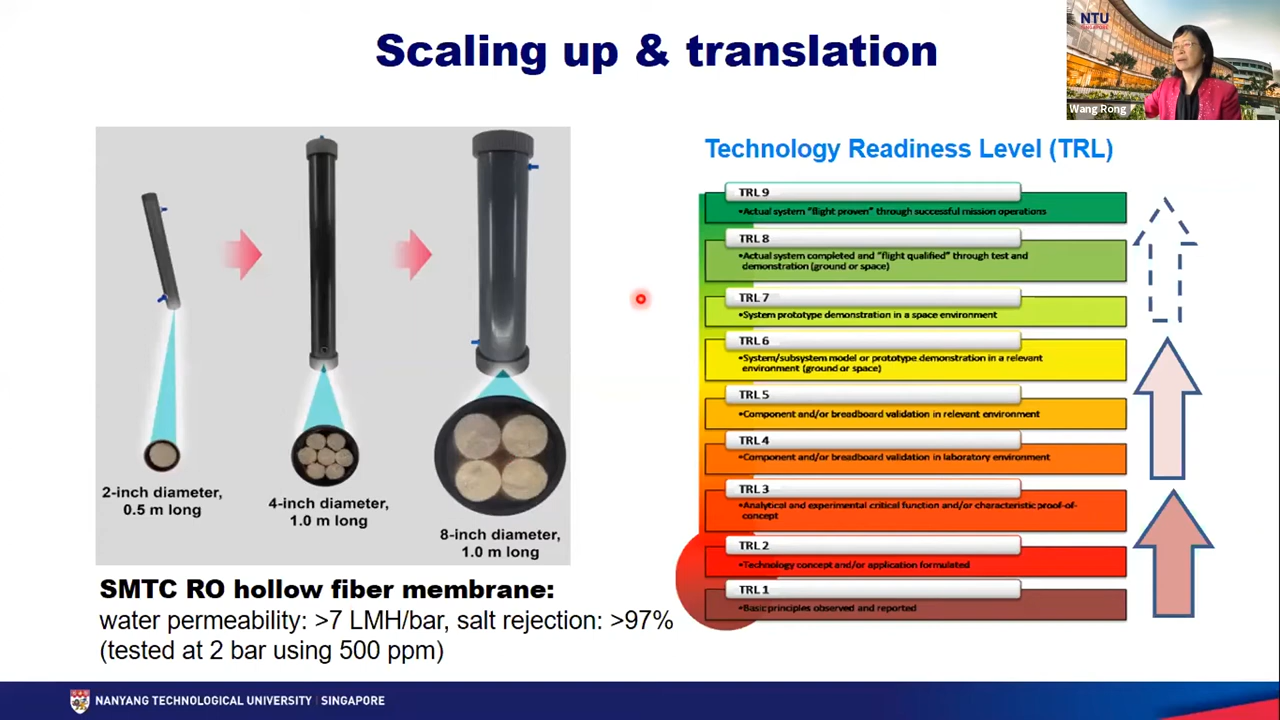 Scaling up & translation
NTU
SINGAPORE
Wang Rong
2-inch diameter,
0.5 m long
4-inch diameter,
1.0 m long
8-inch diameter,
1.0 m long
SMTC RO hollow fiber membrane:
water permeability: >7 LMH/bar, salt rejection: >97%
(tested at 2 bar using 500 ppm)
Technology Readiness Level (TRL)
TRL 9
•Actual system "flight proven" through successful mission operations
TRL 8
•Actual system completed and "flight qualified" through test and
demonstration (ground or space)
TRL 7
•System prototype demonstration in a space environment
TRL 6
•System/subsystem model or prototype demonstration in a relevant
environment (ground or space)
TRL 5
•Component and/or breadboard validation in relevant environment
TRL 4
•Component and/or breadboard validation in laboratory environment
TRL 3
•Analytical and experimental critical function and/or characteristic proof-of-
concept
TRL 2
•Technology concept and/or application formulated
TRL 1
•Basic principles observed and reported
NANYANG TECHNOLOGICAL UNIVERSITY | SINGAPORE